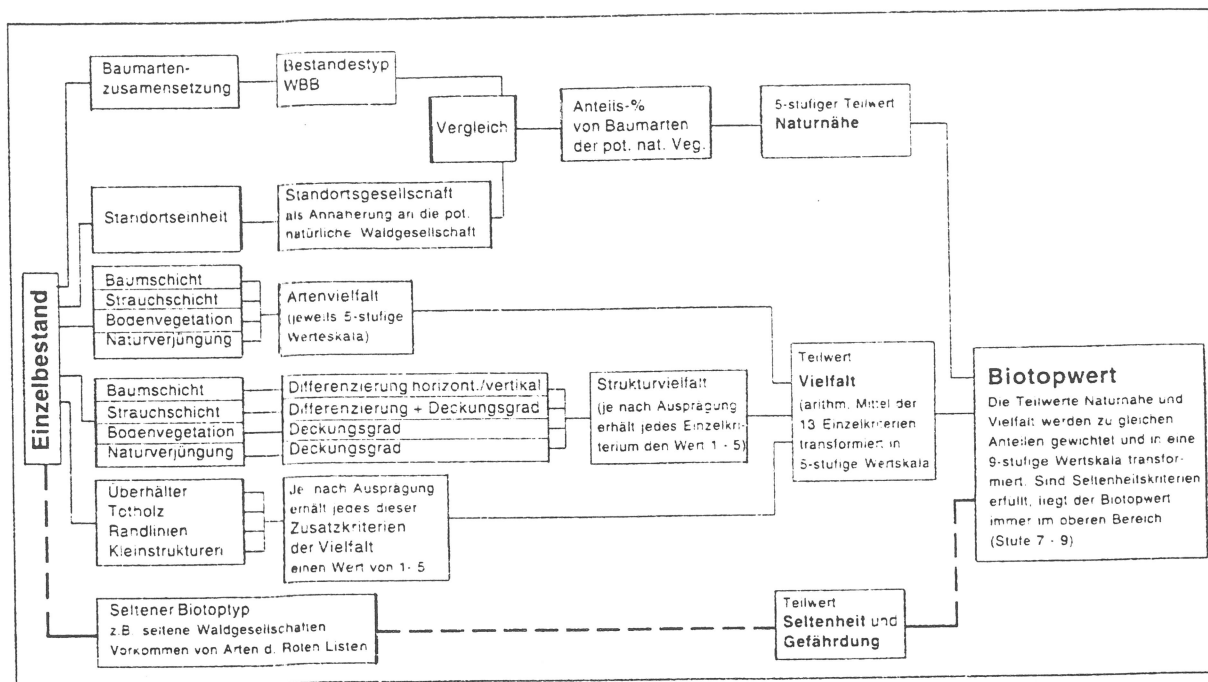 Baumarten-
zusamensetzung
Bestandestyp
WBB
Vergleich
Anteils-%
von Baumarten
der pot. nat. Veg.
5-stufiger Teilwert
Naturnähe
Standortseinheit
Standortsgesellschaft
als Annäherung an die pot.
natürliche Waldgesellschaft
Einzelbestand
Baumschicht
Strauchschicht
Bodenvegetation
Naturverjüngung
Artenvielfalt
(jeweils 5-stufige
Werteskala)
Baumschicht
Strauchschicht
Bodenvegetation
Naturverjüngung
Differenzierung horizont./vertikal
Differenzierung + Deckungsgrad
Deckungsgrad
Deckungsgrad
Strukturvielfalt
(je nach Ausprägung
erhält jedes Einzelkri-
terium den Wert 1 - 5)
Teilwert
Vielfalt
(arithm. Mittel der
13 Einzelkriterien
transformiert in
5-stufige Wertskala
Biotopwert
Die Teilwerte Naturnähe und
Vielfalt werden zu gleichen
Anteilen gewichtet und in eine
9-stufige Wertskala transfor-
miert. Sind Seltenheitskriterien
erfüllt, liegt der Biotopwert
immer im oberen Bereich
(Stufe 7 - 9)
Überhälter
Totholz
Randlinien
Kleinstrukturen
Je nach Ausprägung
erhält jedes dieser
Zusatzkriterien
der Vielfalt
einen Wert von 1- 5
Seltener Biotoptyp
z.B. seltene Waldgesellschaften
Vorkommen von Arten d. Roten Listen
Teilwert
Seltenheit und
Gefährdung